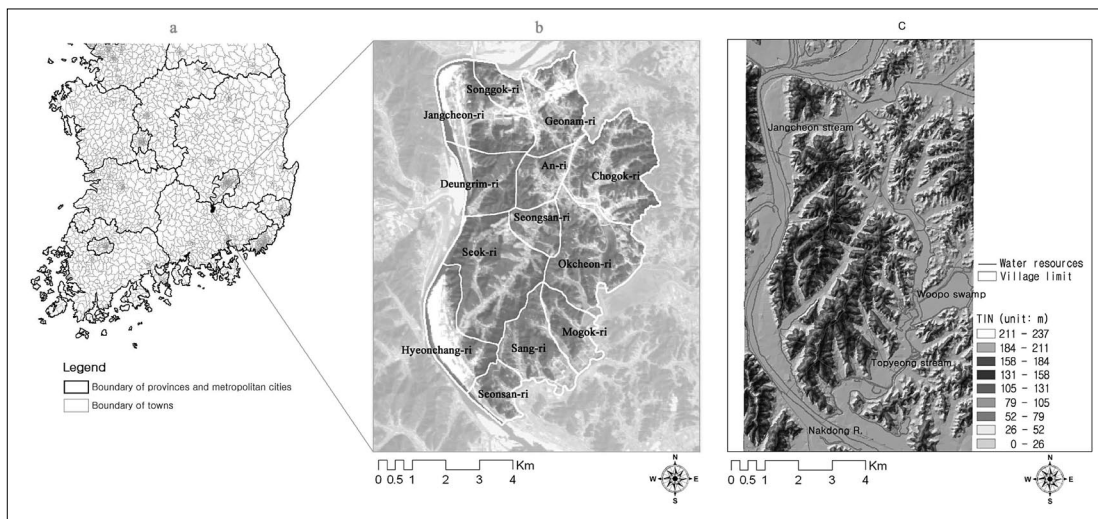 a
Legend
Boundary of provinces and metropolitan cities
Boundary of towns
b
Songgok-ri
Jangcheon-ri
Geonam-ri
An-ri
Chogok-ri
Deungrim-ri
Seongsan-ri
Seok-ri
Okcheon-ri
Mogok-ri
Hyeonchang-ri
Sang-ri
Seonsan-ri
Km
0 0.5 1 2 3 4
N
W E
S
c
Jangcheon stream
Woopo swamp
Topyeong stream
Nakdong R.
Water resources
Village limit
TIN (unit: m)
211 – 237
184 – 211
158 – 184
131 – 158
105 – 131
79 – 105
52 – 79
26 – 52
0 – 26
Km
0 0.5 1 2 3 4
N
W E
S